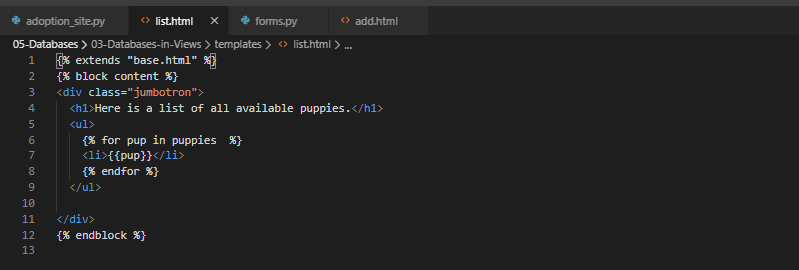 adoption_site.py list.html × forms.py add.html
05-Databases > 03-Databases-in-Views > templates > list.html > ...
1 {% extends "base.html" %}
2 {% block content %}
3 <div class="jumbotron">
4 <h1>Here is a list of all available puppies.</h1>
5 <ul>
6 {% for pup in puppies  %}
7 <li>{{pup}}</li>
8 {% endfor %}
9 </ul>
10
11 </div>
12 {% endblock %}
13